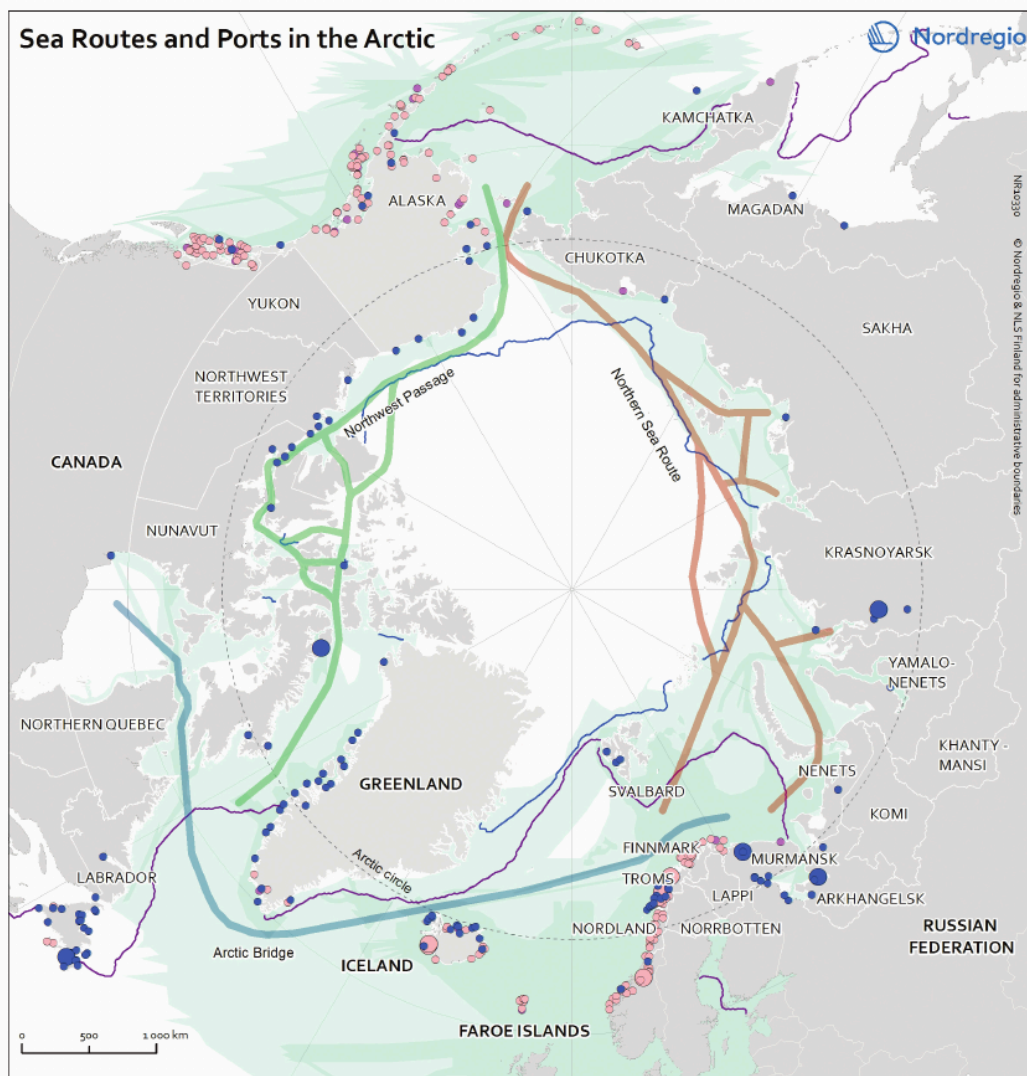 Sea Routes and Ports in the Arctic
Nordregio
KAMCHATKA
NR10330
© Nordregio & NLS Finland for administrative boundaries
ALASKA
MAGADAN
CHUKOTKA
YUKON
SAKHA
NORTHWEST
TERRITORIES
Northwest Passage
Northern Sea Route
CANADA
NUNAVUT
KRASNOYARSK
YAMALO-
NENETS
NORTHERN QUEBEC
KHANTY -
MANSI
NENETS
GREENLAND
SVALBARD
KOMI
FINNMARK
MURMANSK
Arctic circle
LABRADOR
TROMS
LAPPI
ARKHANGELSK
NORDLAND
NORRBOTTEN
RUSSIAN
FEDERATION
Arctic Bridge
ICELAND
FAROE ISLANDS
0 500 1 000 km